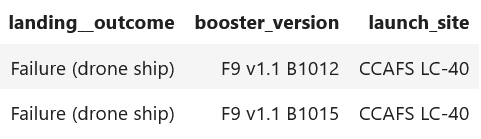 landing__outcome booster_version launch_site
Failure (drone ship) F9 v1.1 B1012 CCAFS LC-40
Failure (drone ship) F9 v1.1 B1015 CCAFS LC-40